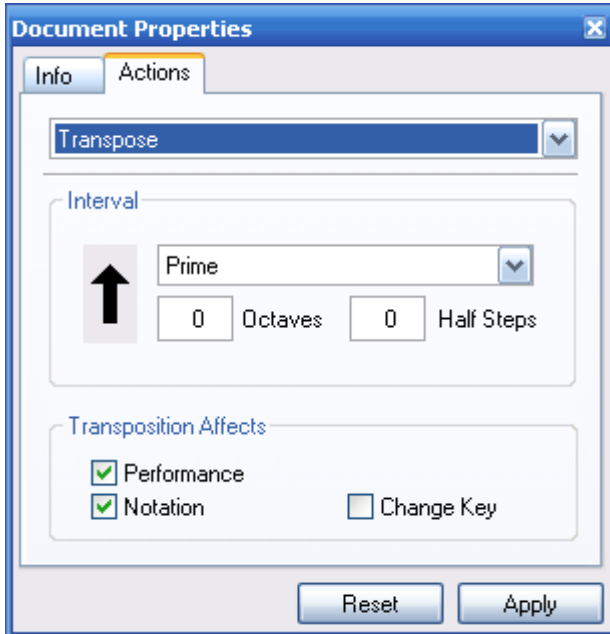 Document Properties
Info Actions
Transpose
Interval
Prime
0 Octaves 0 Half Steps
Transposition Affects
Performance
Notation Change Key
Reset Apply